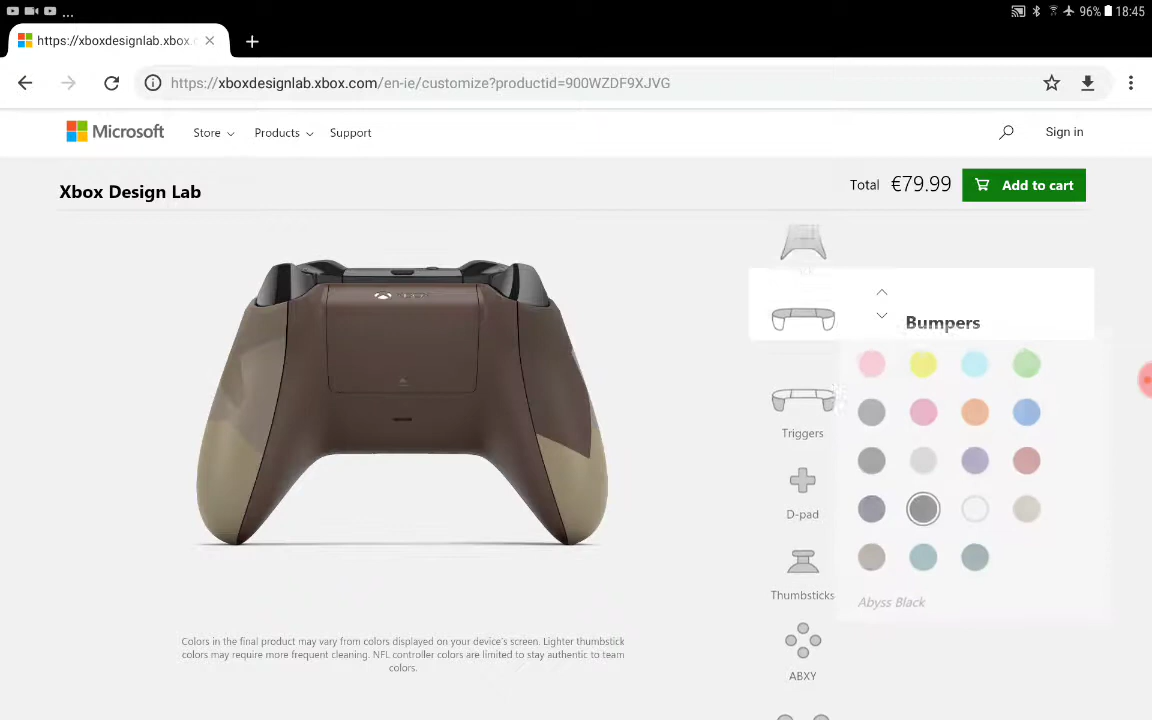 ...
96% 18:45
https://xboxdesignlab.xbox.
https://xboxdesignlab.xbox.com/en-ie/customize?productid=900WZDF9XJVG
Microsoft Store Products Support Sign in
Xbox Design Lab
Total €79.99 Add to cart
Bumpers
Triggers
D-pad
Thumbsticks
Abyss Black
ABXY
Colors in the final product may vary from colors displayed on your device's screen. Lighter thumbstick
colors may require more frequent cleaning. NFL controller colors are limited to stay authentic to team
colors.